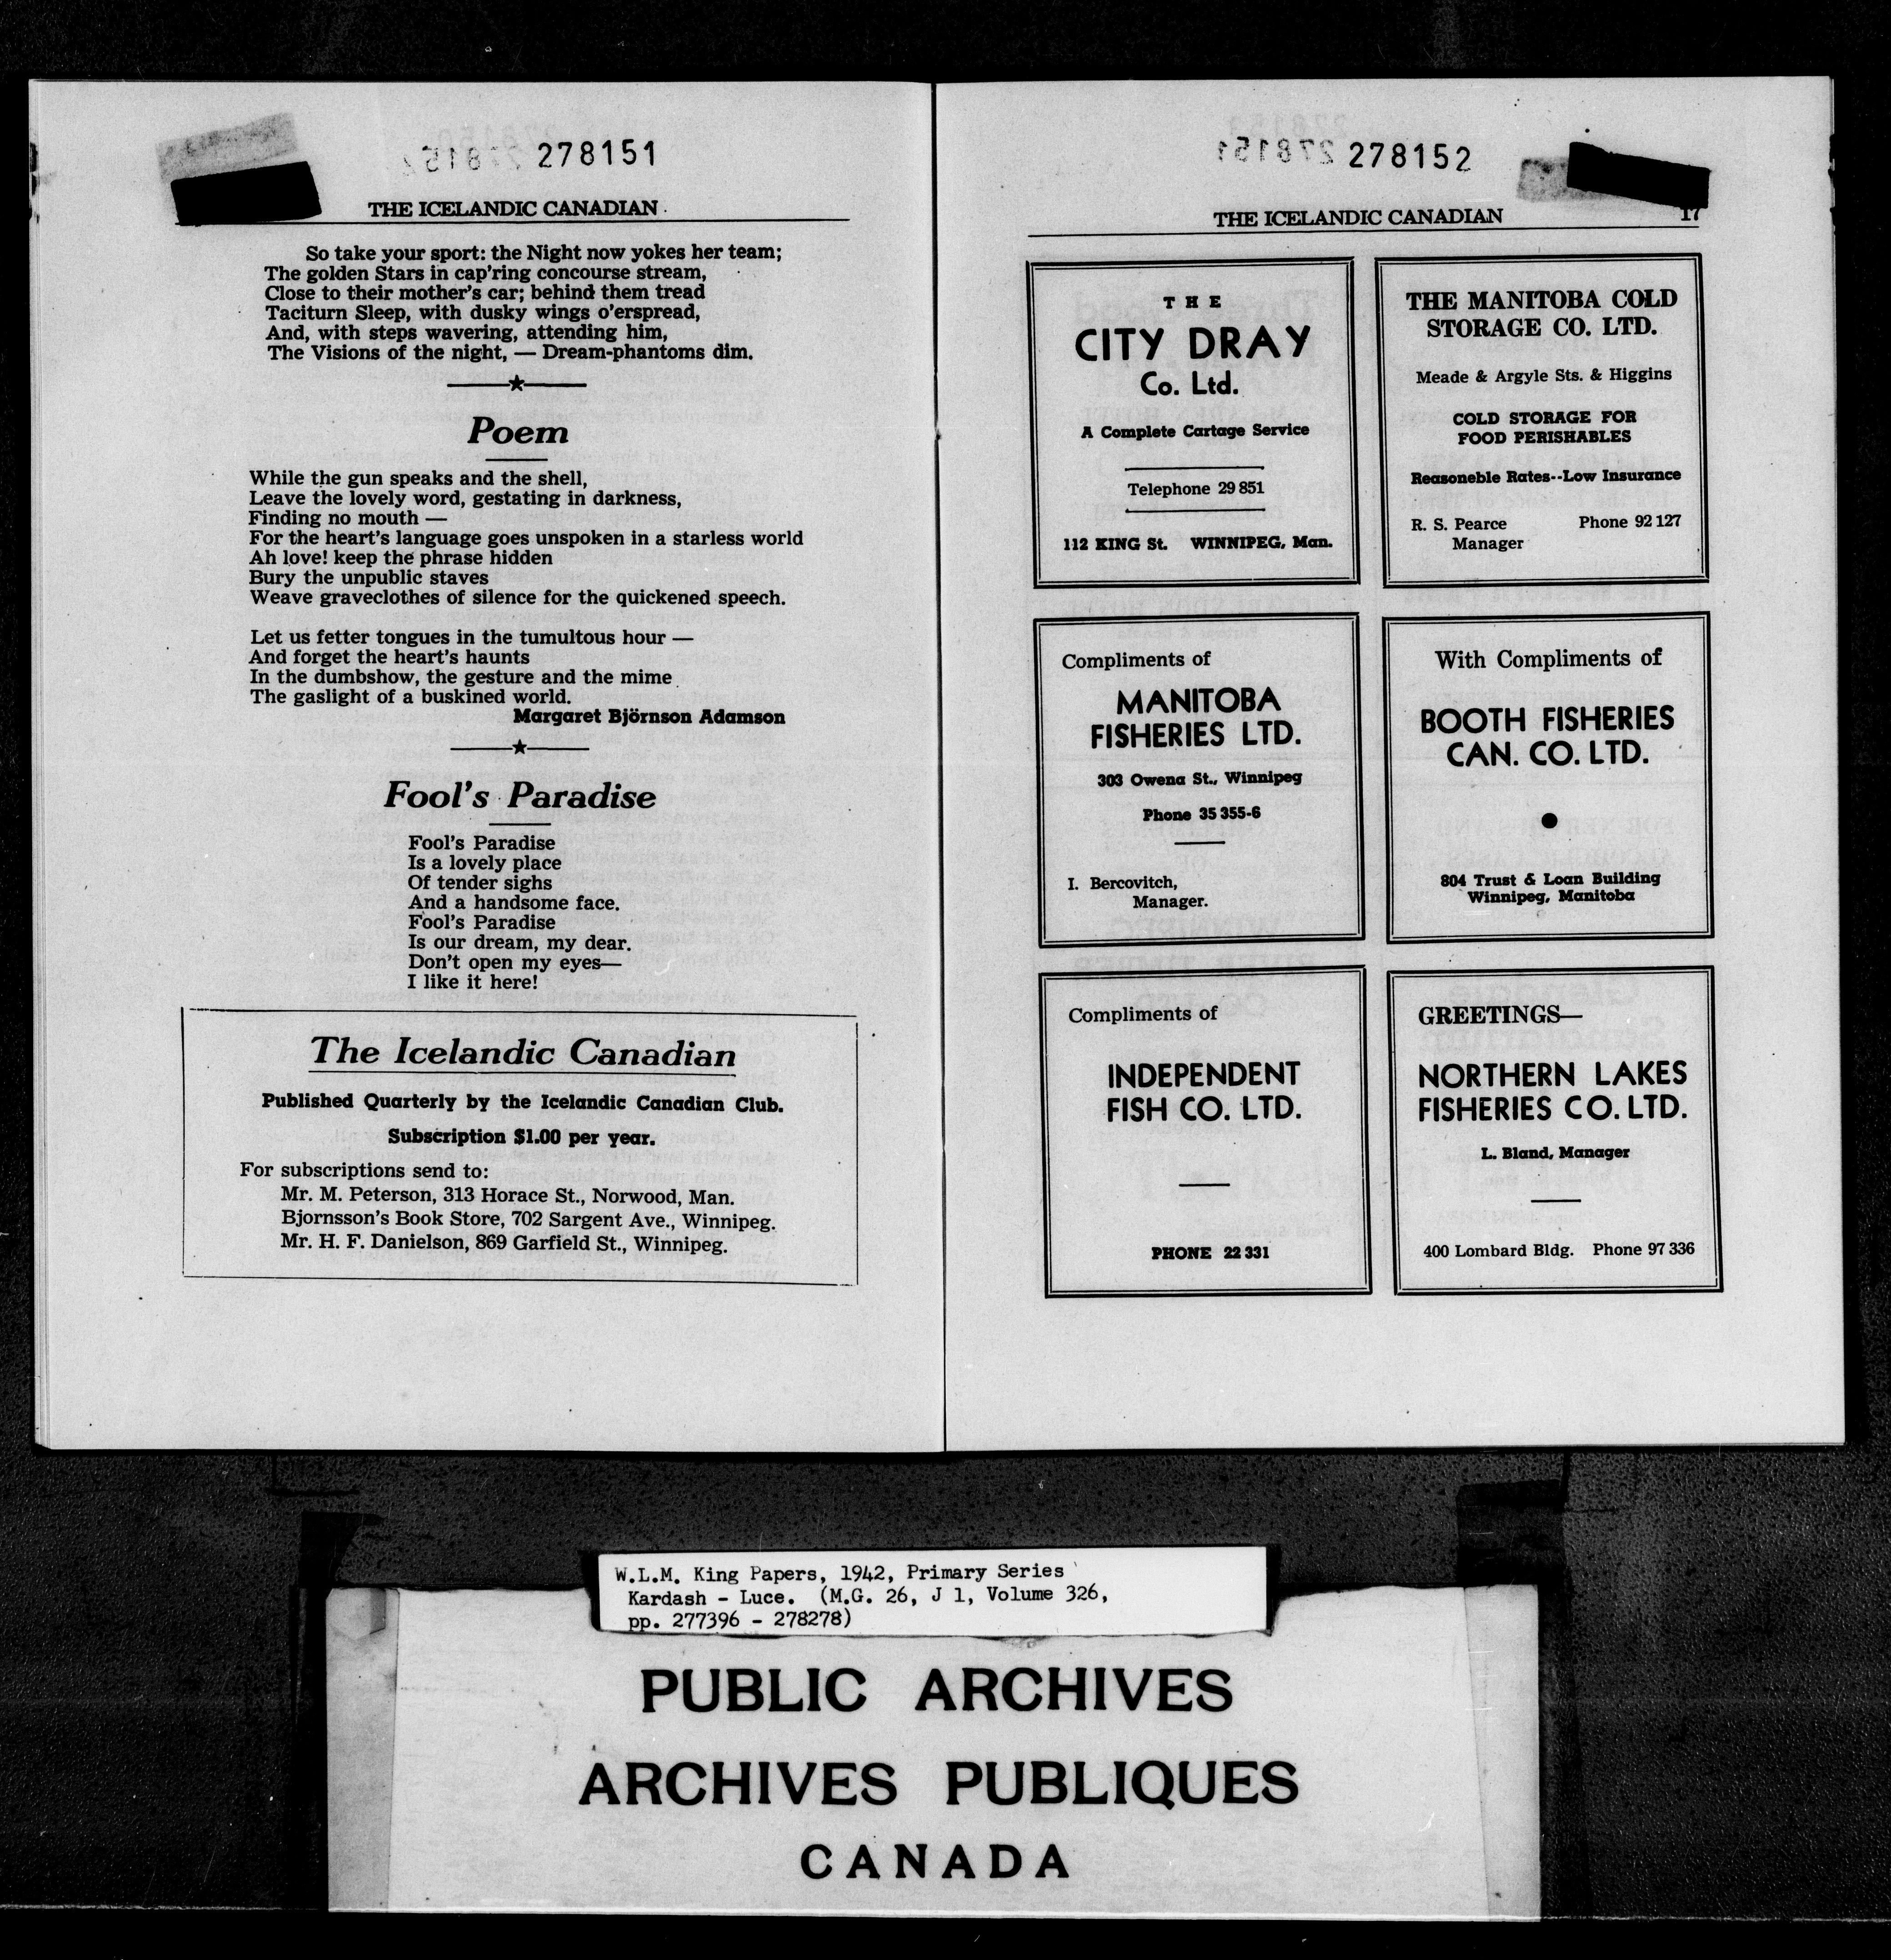 278151
THE ICELANDIC CANADIAN
So take your sport: the Night now yokes her team;
The golden Stars in cap'ring concourse stream,
Close to their mother's car; behind them tread
Taciturn Sleep, with dusky wings o'erspread,
And, with steps wavering, attending him,
The Visions of the night, — Dream-phantoms dim.
Poem
While the gun speaks and the shell,
Leave the lovely word, gestating in darkness,
Finding no mouth —
For the heart's language goes unspoken in a starless world
Ah love! keep the phrase hidden
Bury the unpublic staves
Weave graveclothes of silence for the quickened speech.
Let us fetter tongues in the tumultous hour —
And forget the heart's haunts
In the dumbshow, the gesture and the mime
The gaslight of a buskined world.
Margaret Björnson Adamson
Fool's Paradise
Fool's Paradise
Is a lovely place
Of tender sighs
And a handsome face.
Fool's Paradise
Is our dream, my dear.
Don't open my eyes—
I like it here!
The Icelandic Canadian
Published Quarterly by the Icelandic Canadian Club.
Subscription $1.00 per year.
For subscriptions send to:
Mr. M. Peterson, 313 Horace St., Norwood, Man.
Bjornsson's Book Store, 702 Sargent Ave., Winnipeg.
Mr. H. F. Danielson, 869 Garfield St., Winnipeg.
278152
THE ICELANDIC CANADIAN 17
THE
CITY DRAY
Co. Ltd.
A Complete Cartage Service
Telephone 29 851
112 KING St. WINNIPEG, Man.
THE MANITOBA COLD
STORAGE CO. LTD.
Meade & Argyle Sts. & Higgins
COLD STORAGE FOR
FOOD PERISHABLES
Reasoneble Rates--Low Insurance
R. S. Pearce Phone 92 127
Manager
Compliments of
MANITOBA
FISHERIES LTD.
303 Owena St., Winnipeg
Phone 35 355-6
I. Bercovitch,
Manager.
With Compliments of
BOOTH FISHERIES
CAN. CO. LTD.
804 Trust & Loan Building
Winnipeg, Manitoba
Compliments of
INDEPENDENT
FISH CO. LTD.
PHONE 22 331
GREETINGS—
NORTHERN LAKES
FISHERIES CO. LTD.
L. Bland, Manager
400 Lombard Bldg. Phone 97 336
W.L.M. King Papers, 1942, Primary Series
Kardash - Luce. (M.G. 26, J 1, Volume 326,
pp. 277396 - 278278)
PUBLIC ARCHIVES
ARCHIVES PUBLIQUES
CANADA